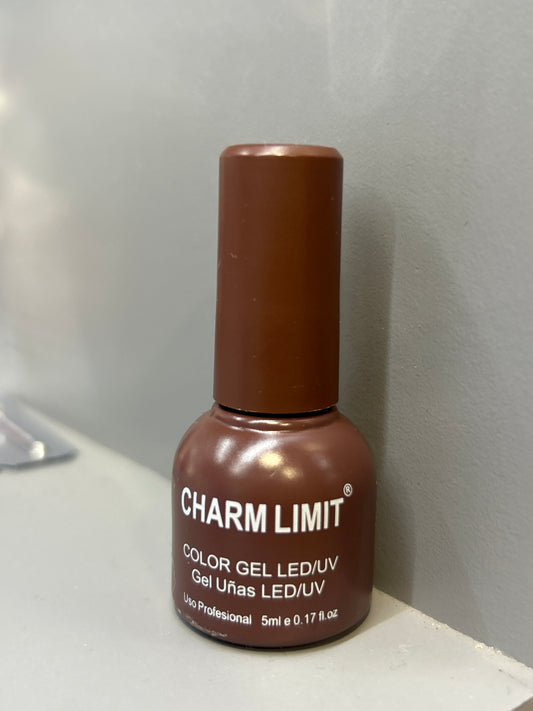 CHARM LIMIT®
COLOR GEL LED/UV
Gel Uñas LED/UV
Uso Profesional 5ml e 0.17 fl.oz